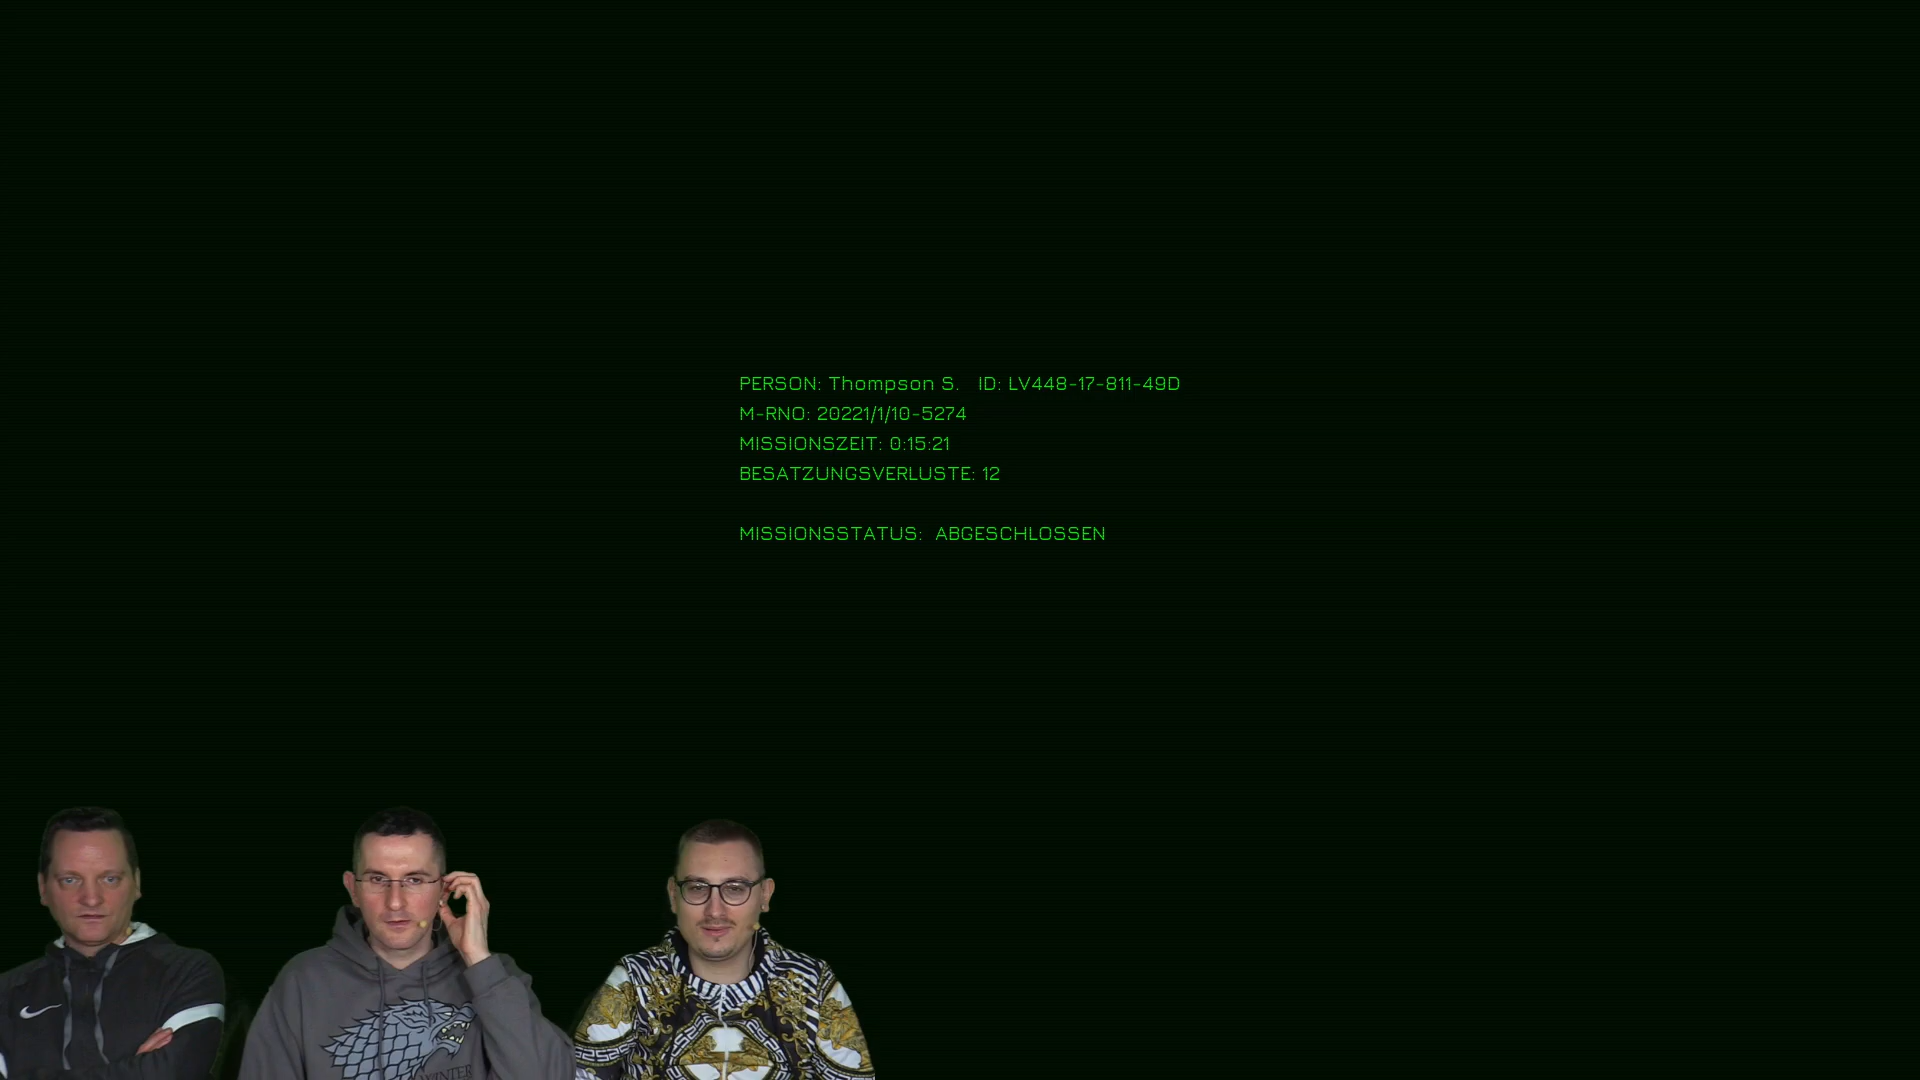 PERSON: Thompson S. ID: LV448-17-811-49D
M-RNO: 20221/1/10-5274
MISSIONSZEIT: 0:15:21
BESATZUNGSVERLUSTE: 12
MISSIONSSTATUS: ABGESCHLOSSEN
WINTER